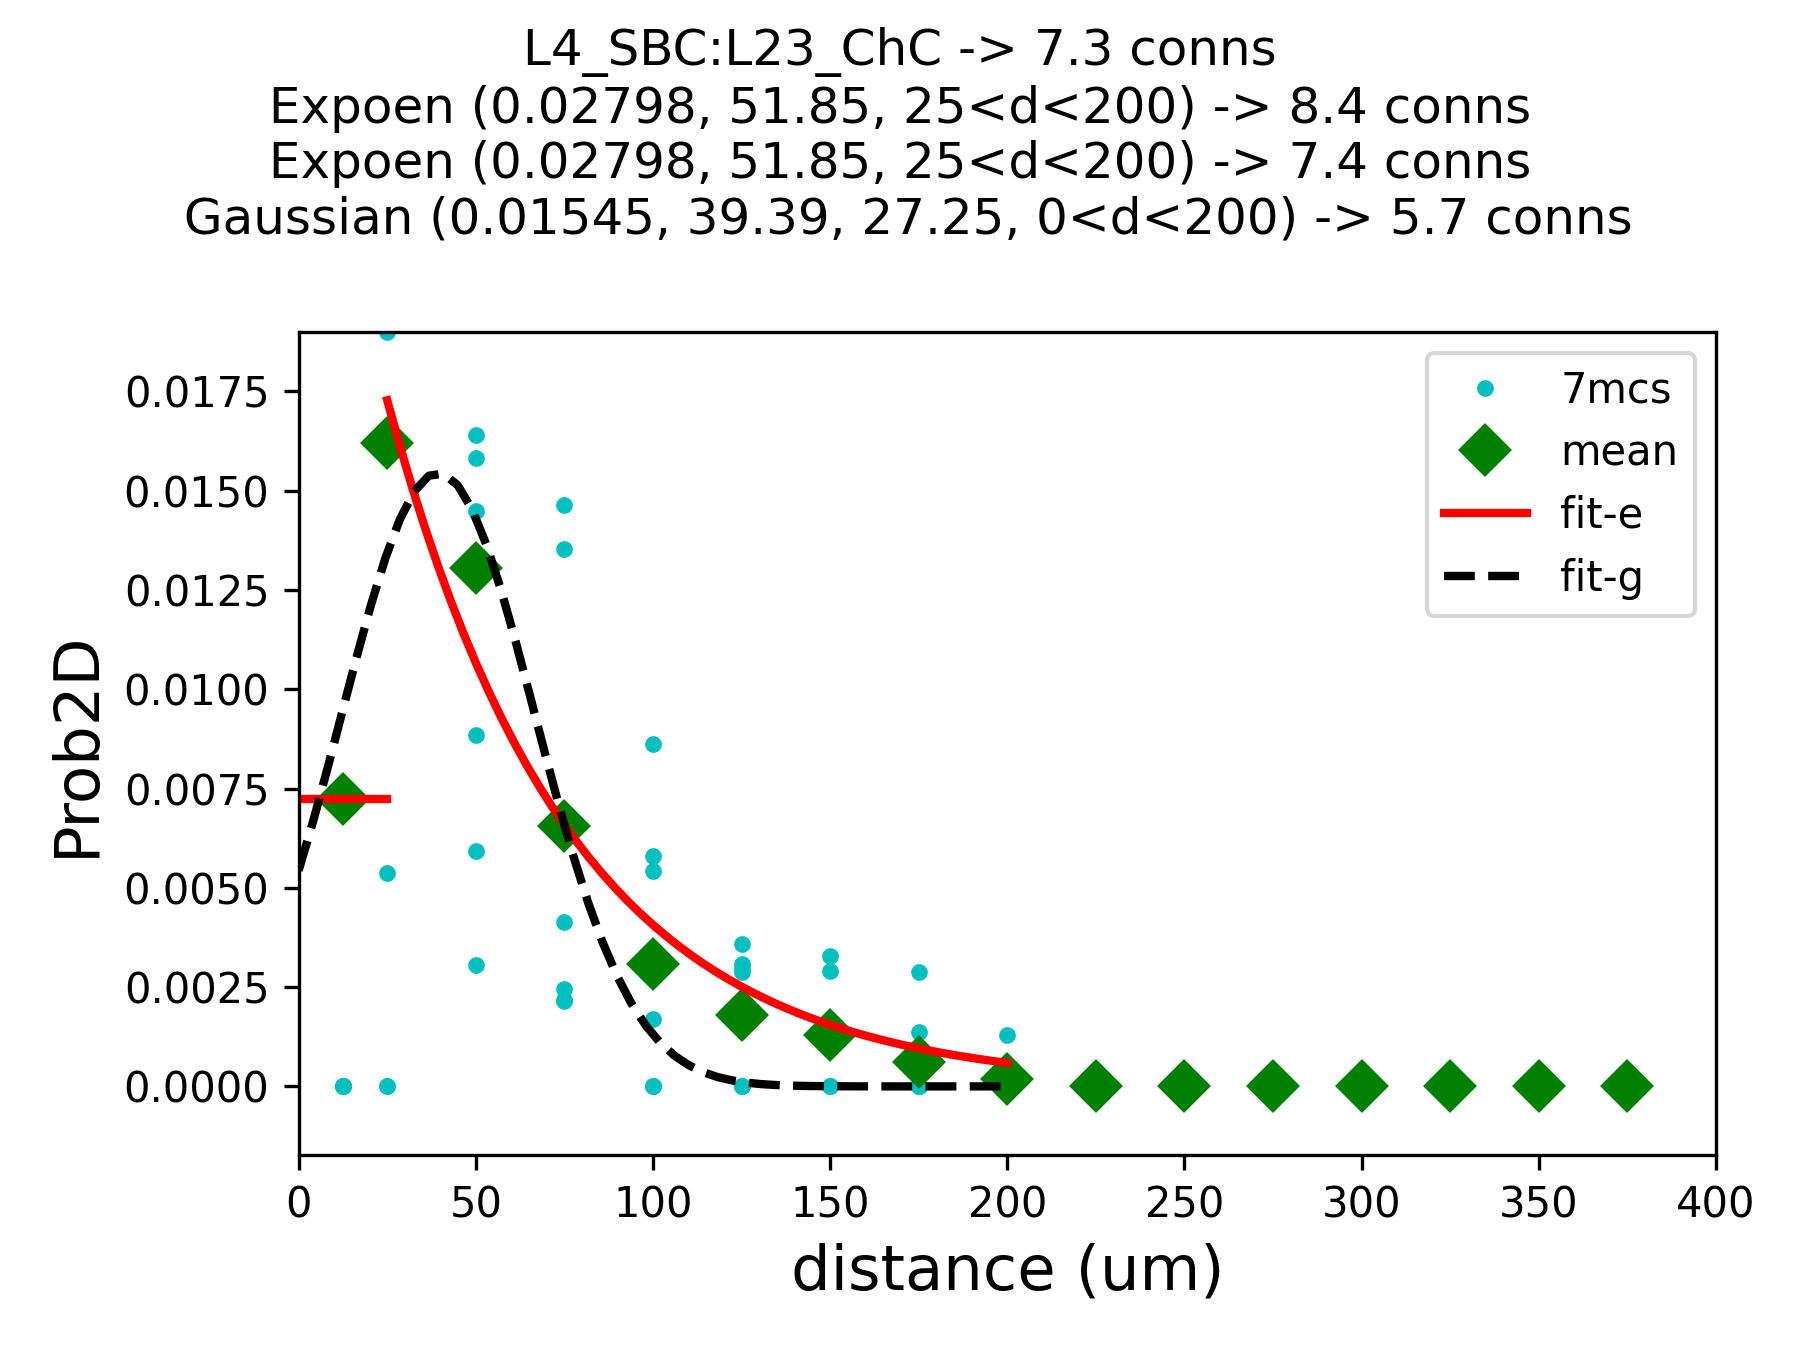 L4_SBC:L23_ChC -> 7.3 conns
Expoen (0.02798, 51.85, 25<d<200) -> 8.4 conns
Expoen (0.02798, 51.85, 25<d<200) -> 7.4 conns
Gaussian (0.01545, 39.39, 27.25, 0<d<200) -> 5.7 conns
7mcs
mean
fit-e
fit-g
Prob2D
0.0175
0.0150
0.0125
0.0100
0.0075
0.0050
0.0025
0.0000
0 50 100 150 200 250 300 350 400
distance (um)